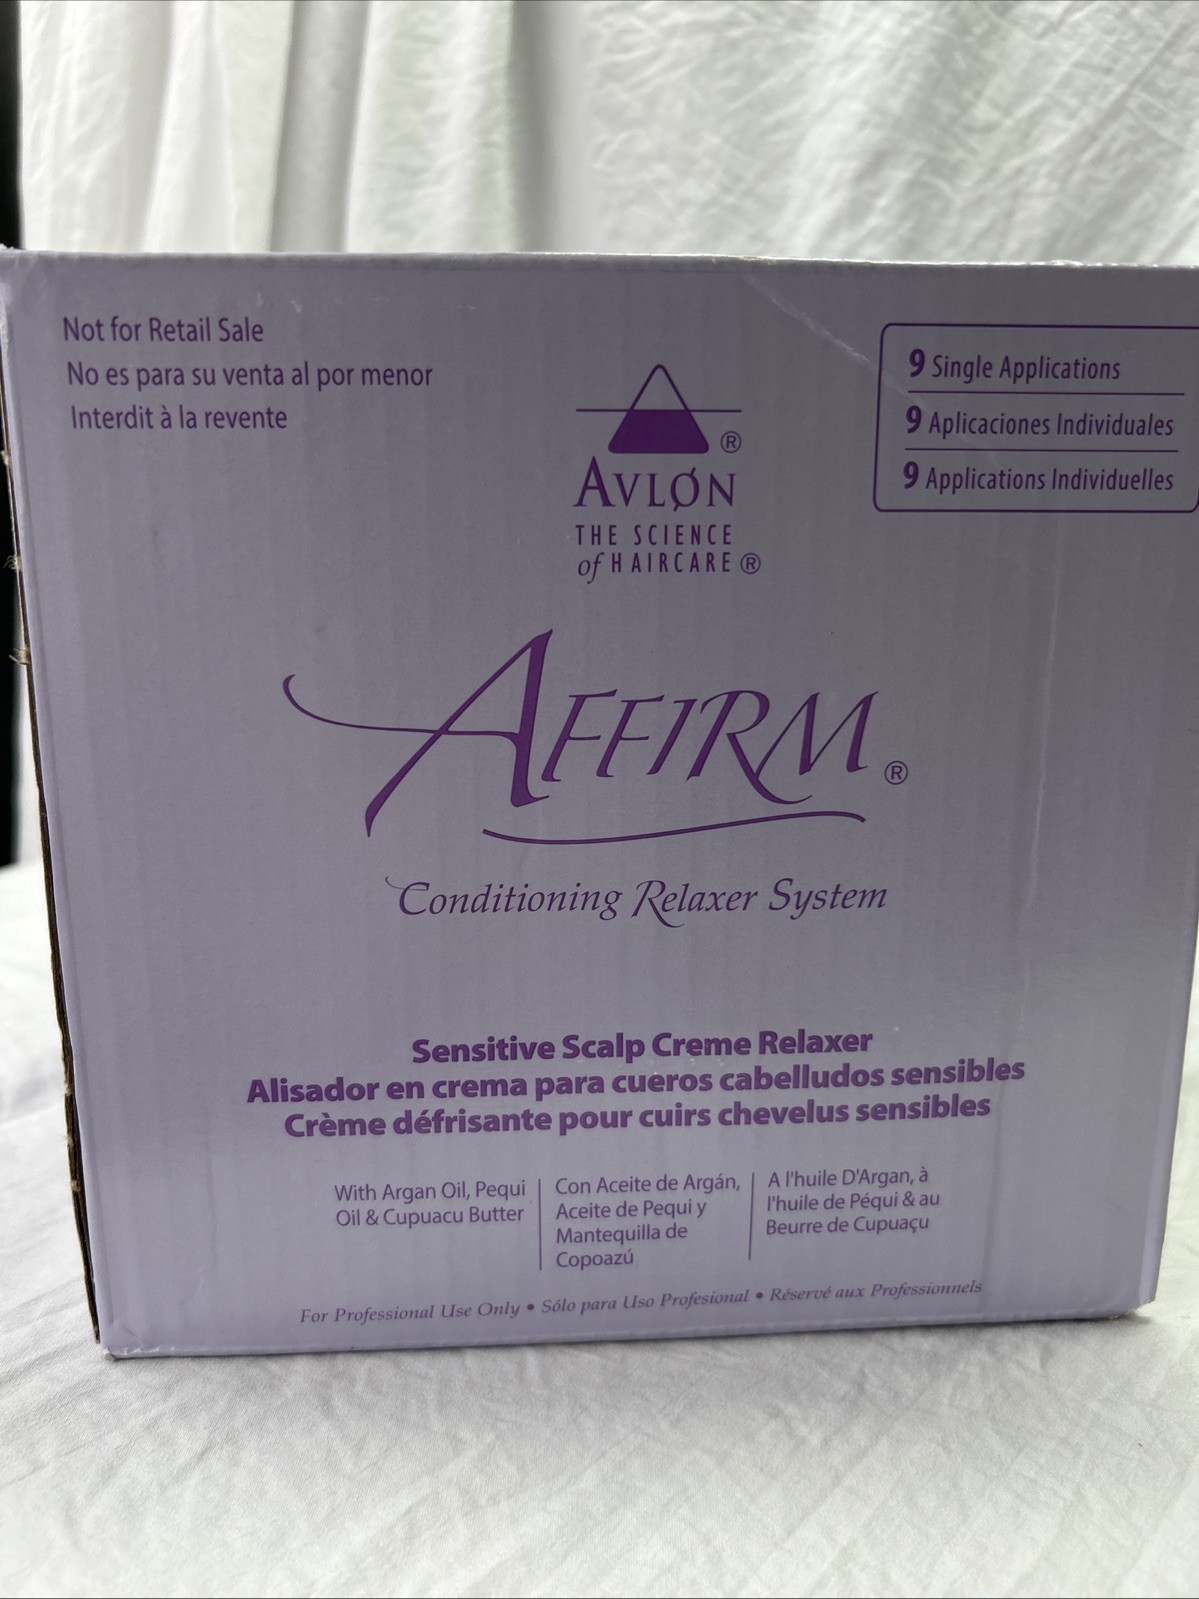 Not for Retail Sale
No es para su venta al por menor
Interdit à la revente
9 Single Applications
9 Aplicaciones Individuales
9 Applications Individuelles
®
AVLØN
THE SCIENCE
of HAIRCARE®
AFFIRM®
Conditioning Relaxer System
Sensitive Scalp Creme Relaxer
Alisador en crema para cueros cabelludos sensibles
Crème défrisante pour cuirs chevelus sensibles
With Argan Oil, Pequi
Oil & Cupuacu Butter
Con Aceite de Argán,
Aceite de Pequi y
Mantequilla de
Copoazú
A l'huile D'Argan, à
l'huile de Péqui & au
Beurre de Cupuaçu
For Professional Use Only • Sólo para Uso Profesional • Réservé aux Professionnels